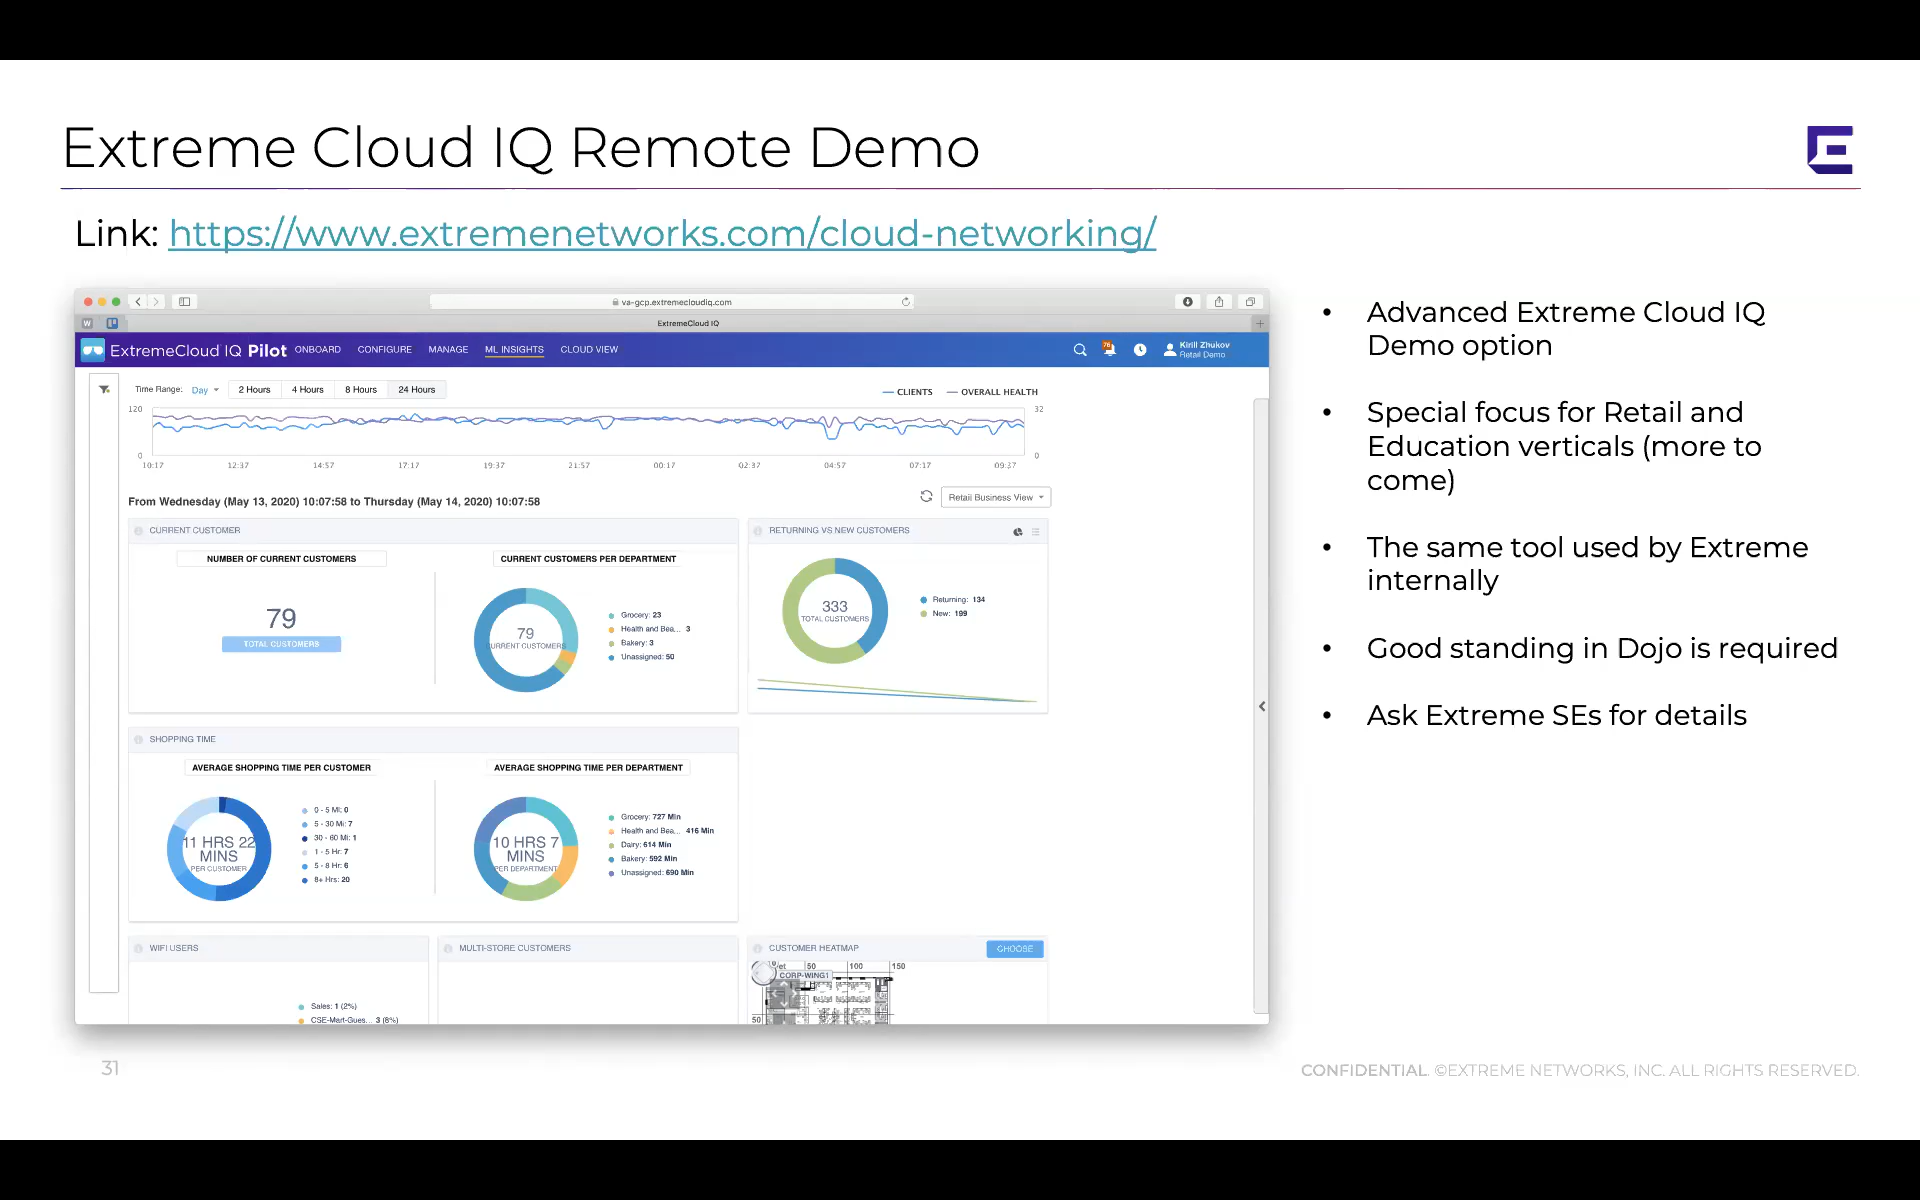 Extreme Cloud IQ Remote Demo
Link: https://www.extremenetworks.com/cloud-networking/
va-gcp.extremecloudiq.com
W
ExtremeCloud IQ
ExtremeCloud IQ Pilot ONBOARD CONFIGURE MANAGE ML INSIGHTS CLOUD VIEW
Kirill Zhukov
Retail Demo
Time Range: Day 2 Hours 4 Hours 8 Hours 24 Hours
CLIENTS OVERALL HEALTH
120 32
0 0
10:17 12:37 14:57 17:17 19:37 21:57 00:17 02:37 04:57 07:17 09:37
From Wednesday (May 13, 2020) 10:07:58 to Thursday (May 14, 2020) 10:07:58
Retail Business View
CURRENT CUSTOMER
NUMBER OF CURRENT CUSTOMERS
79
TOTAL CUSTOMERS
CURRENT CUSTOMERS PER DEPARTMENT
79
CURRENT CUSTOMERS
Grocery: 23
Health and Bea... 3
Bakery: 3
Unassigned: 50
RETURNING VS NEW CUSTOMERS
333
TOTAL CUSTOMERS
Returning: 134
New: 199
SHOPPING TIME
AVERAGE SHOPPING TIME PER CUSTOMER
11 HRS 22
MINS
PER CUSTOMER
0 - 5 Mi: 0
5 - 30 Mi: 7
30 - 60 Mi: 1
1 - 5 Hr: 7
5 - 8 Hr: 6
8+ Hrs: 20
AVERAGE SHOPPING TIME PER DEPARTMENT
10 HRS 7
MINS
PER DEPARTMENT
Grocery: 727 Min
Health and Bea... 416 Min
Dairy: 614 Min
Bakery: 592 Min
Unassigned: 690 Min
WIFI USERS
Sales: 1 (2%)
CSE-Mart-Gues... 3 (8%)
MULTI-STORE CUSTOMERS
CUSTOMER HEATMAP
CHOOSE
50 100 150
CORP-WING1
50
• Advanced Extreme Cloud IQ
Demo option
• Special focus for Retail and
Education verticals (more to
come)
• The same tool used by Extreme
internally
• Good standing in Dojo is required
• Ask Extreme SEs for details
31
CONFIDENTIAL. ©EXTREME NETWORKS, INC. ALL RIGHTS RESERVED.